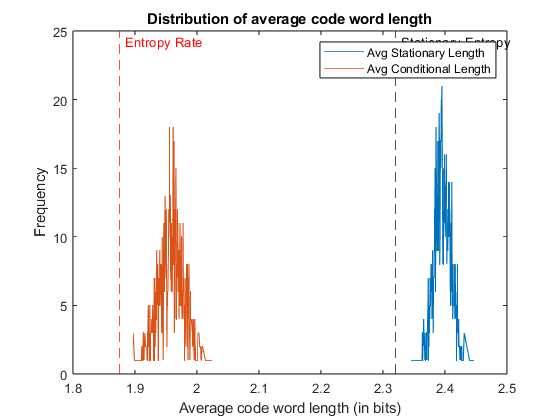 Distribution of average code word length
Entropy Rate
Stationary Entropy
Avg Stationary Length
Avg Conditional Length
25
20
15
10
5
0
Frequency
1.8 1.9 2 2.1 2.2 2.3 2.4 2.5
Average code word length (in bits)